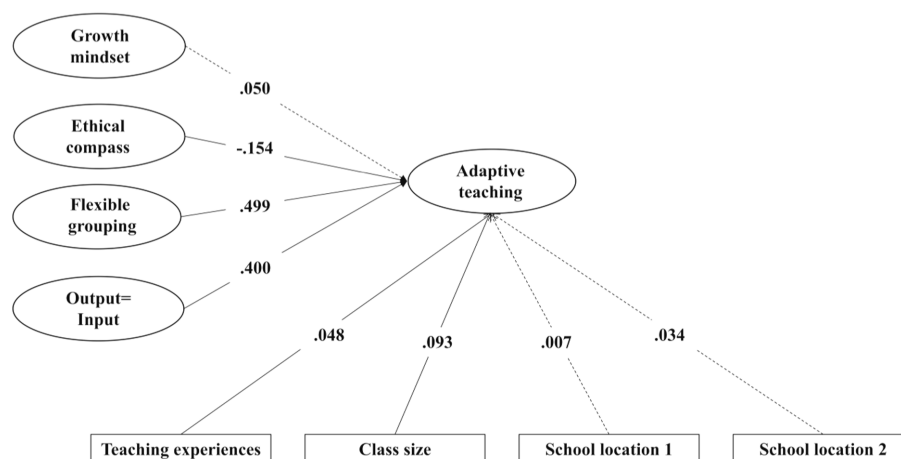 Growth
mindset
.050
Ethical
compass
-.154
Adaptive
teaching
Flexible
grouping
.499
.400
Output=
Input
.048
.093
.007
.034
Teaching experiences
Class size
School location 1
School location 2